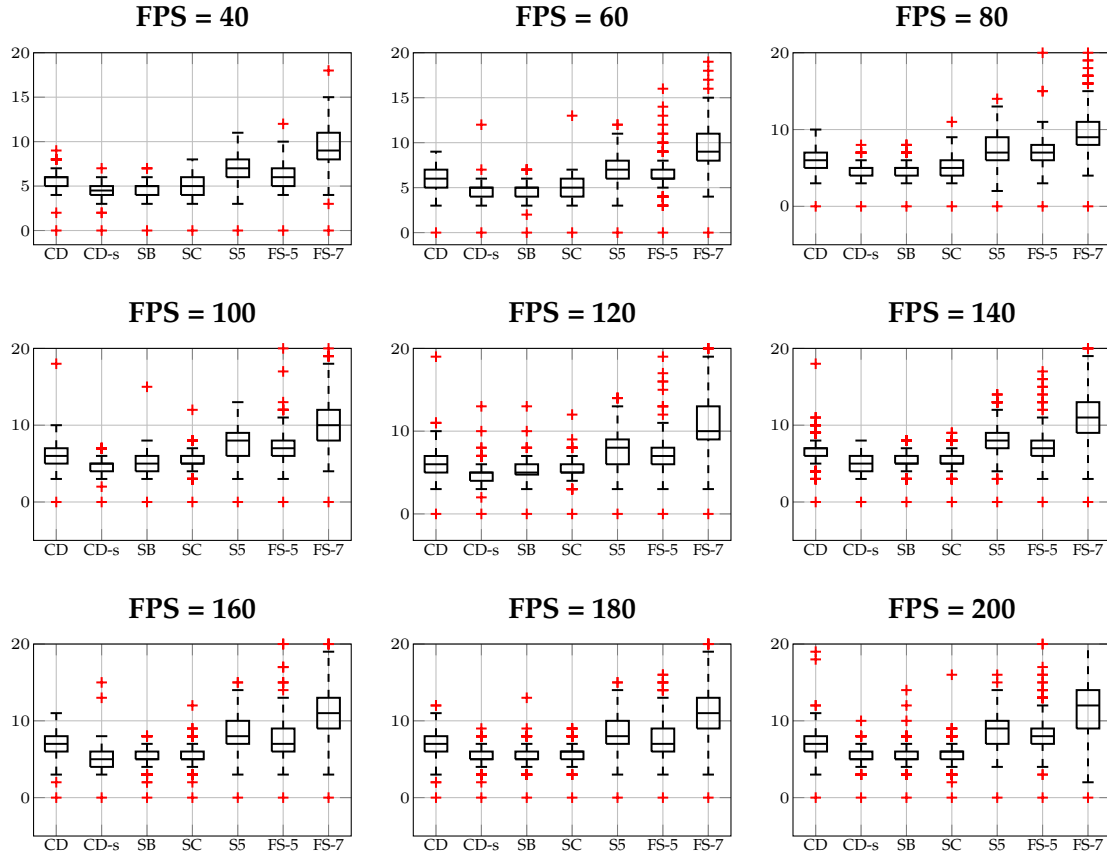 FPS = 40 FPS = 60 FPS = 80
20 20 20
15 15
10 10 10
5 5
0 0 0
CD CD-s SB SC S5 FS-5 FS-7 CD CD-s SB SC S5 FS-5 FS-7 CD CD-s SB SC S5 FS-5 FS-7
FPS = 100 FPS = 120 FPS = 140
20 20 20
10 10 10
0 0 0
CD CD-s SB SC S5 FS-5 FS-7 CD CD-s SB SC S5 FS-5 FS-7 CD CD-s SB SC S5 FS-5 FS-7
FPS = 160 FPS = 180 FPS = 200
20 20 20
10 10 10
0 0 0
CD CD-s SB SC S5 FS-5 FS-7 CD CD-s SB SC S5 FS-5 FS-7 CD CD-s SB SC S5 FS-5 FS-7